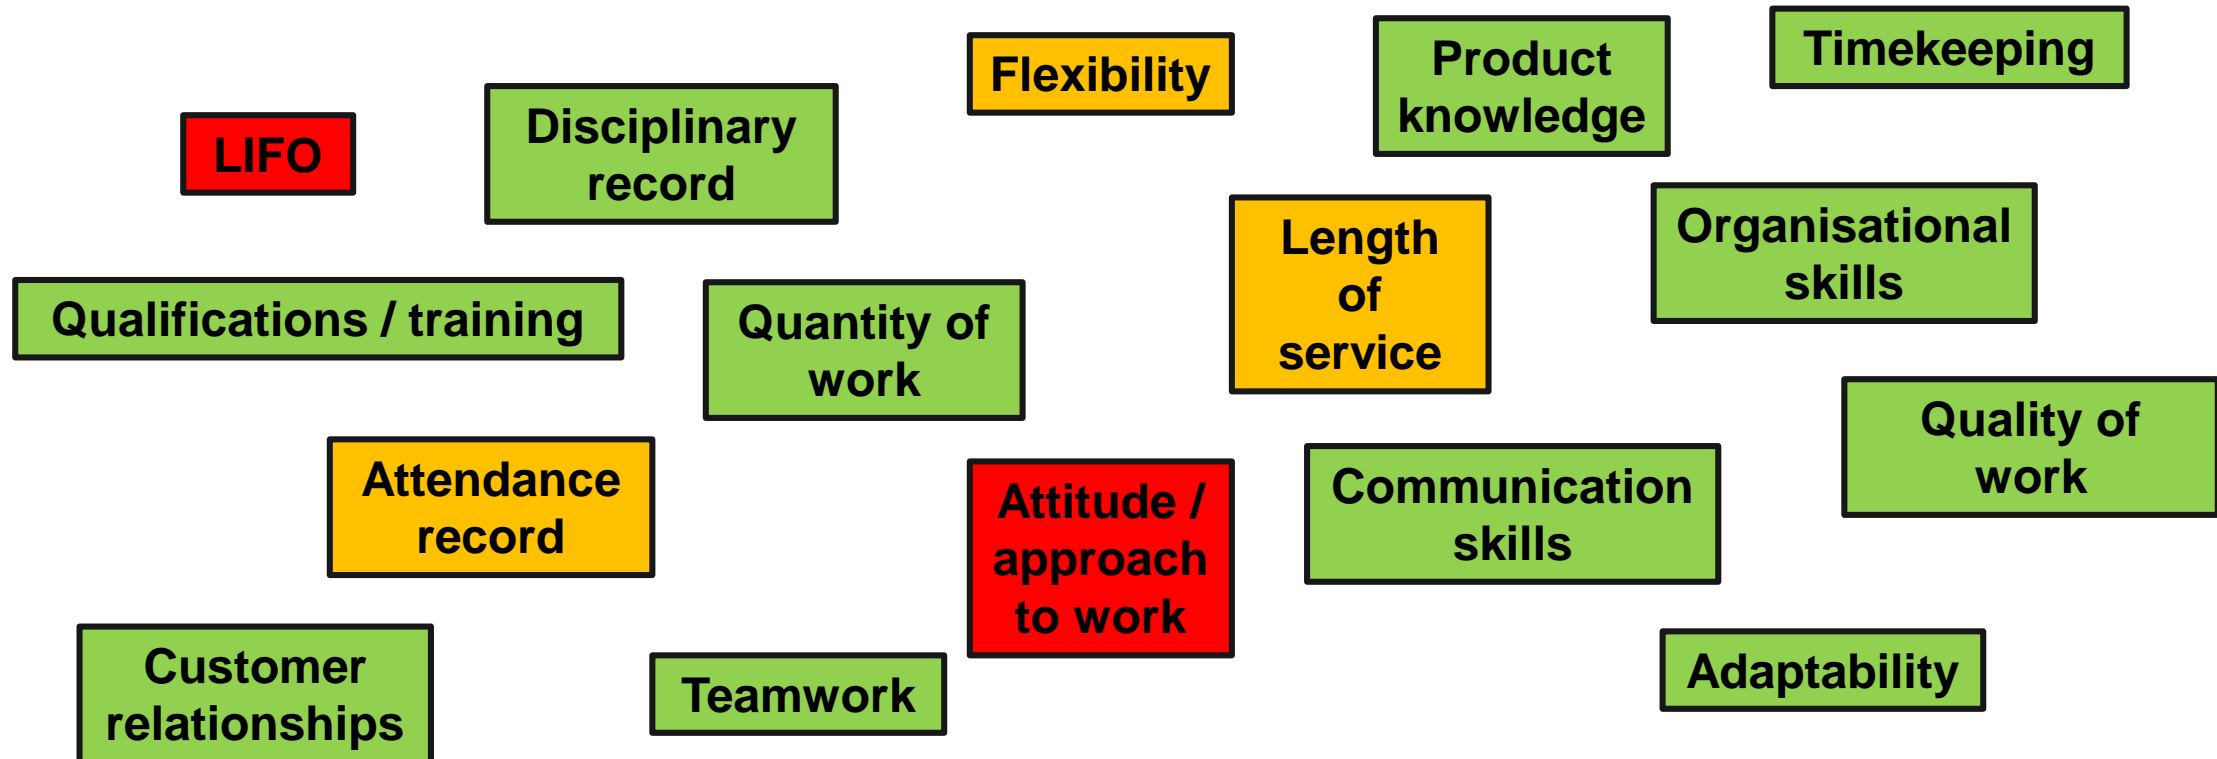 Timekeeping
Product
knowledge
Flexibility
Disciplinary
record
LIFO
Organisational
skills
Length
of
service
Qualifications / training
Quantity of
work
Quality of
work
Attendance
record
Attitude /
approach
to work
Communication
skills
Customer
relationships
Teamwork
Adaptability